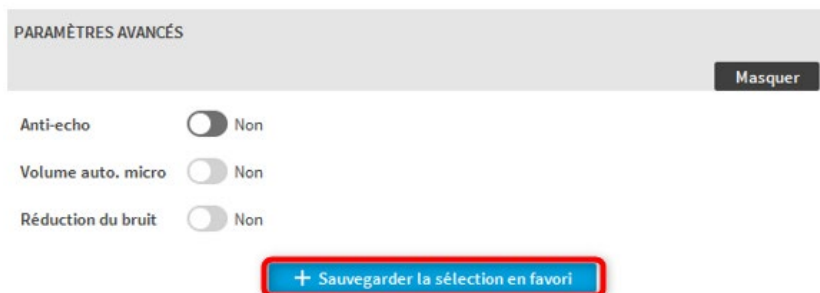 PARAMÈTRES AVANCÉS
Masquer
Anti-echo Non
Volume auto. micro Non
Réduction du bruit Non
+ Sauvegarder la sélection en favori